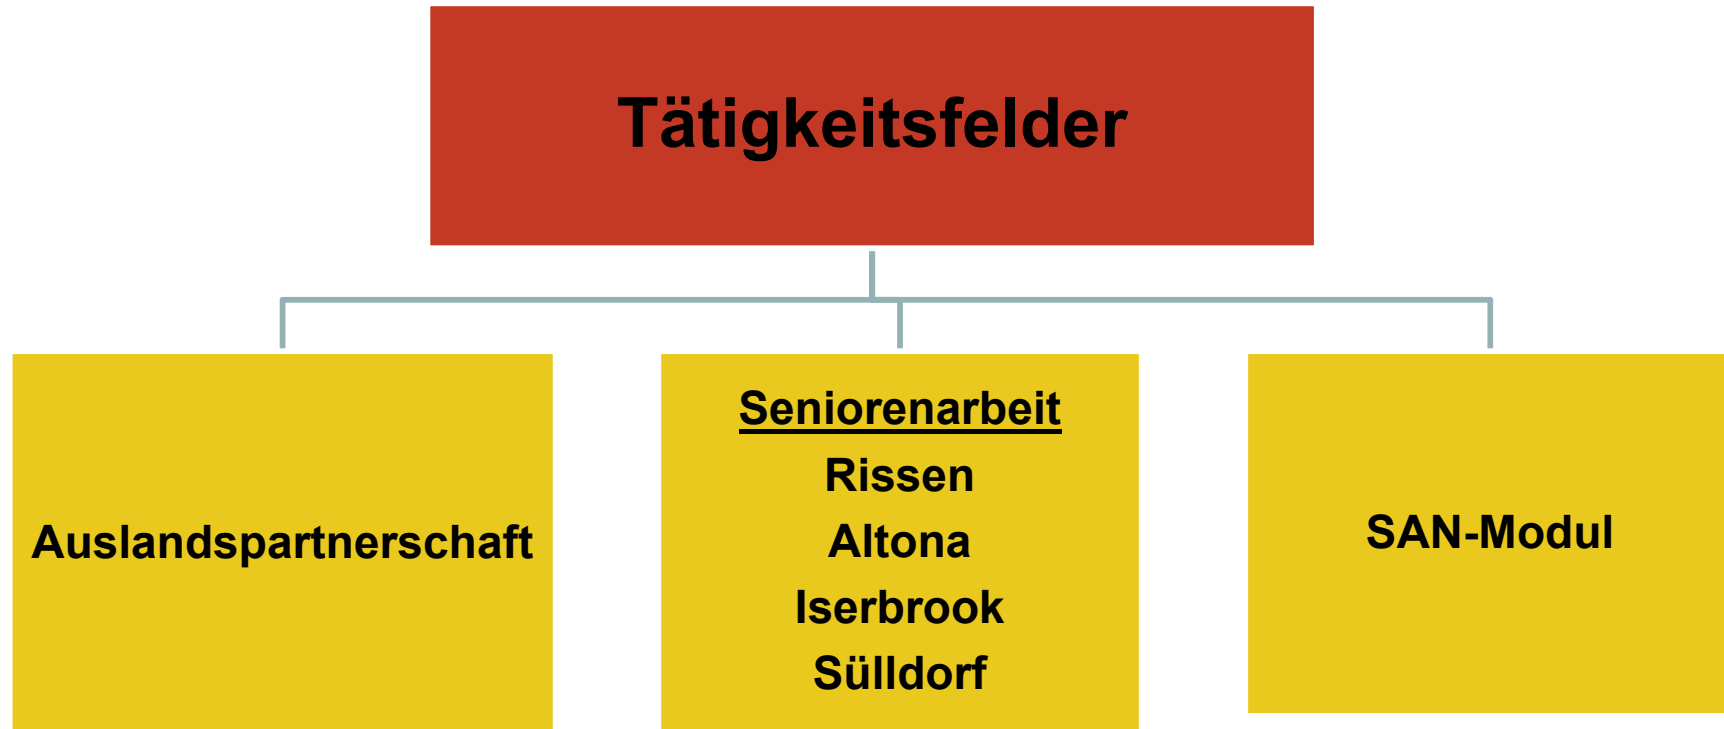 Tätigkeitsfelder
Auslandspartnerschaft
Seniorenarbeit
Rissen
Altona
Iserbrook
Sülldorf
SAN-Modul